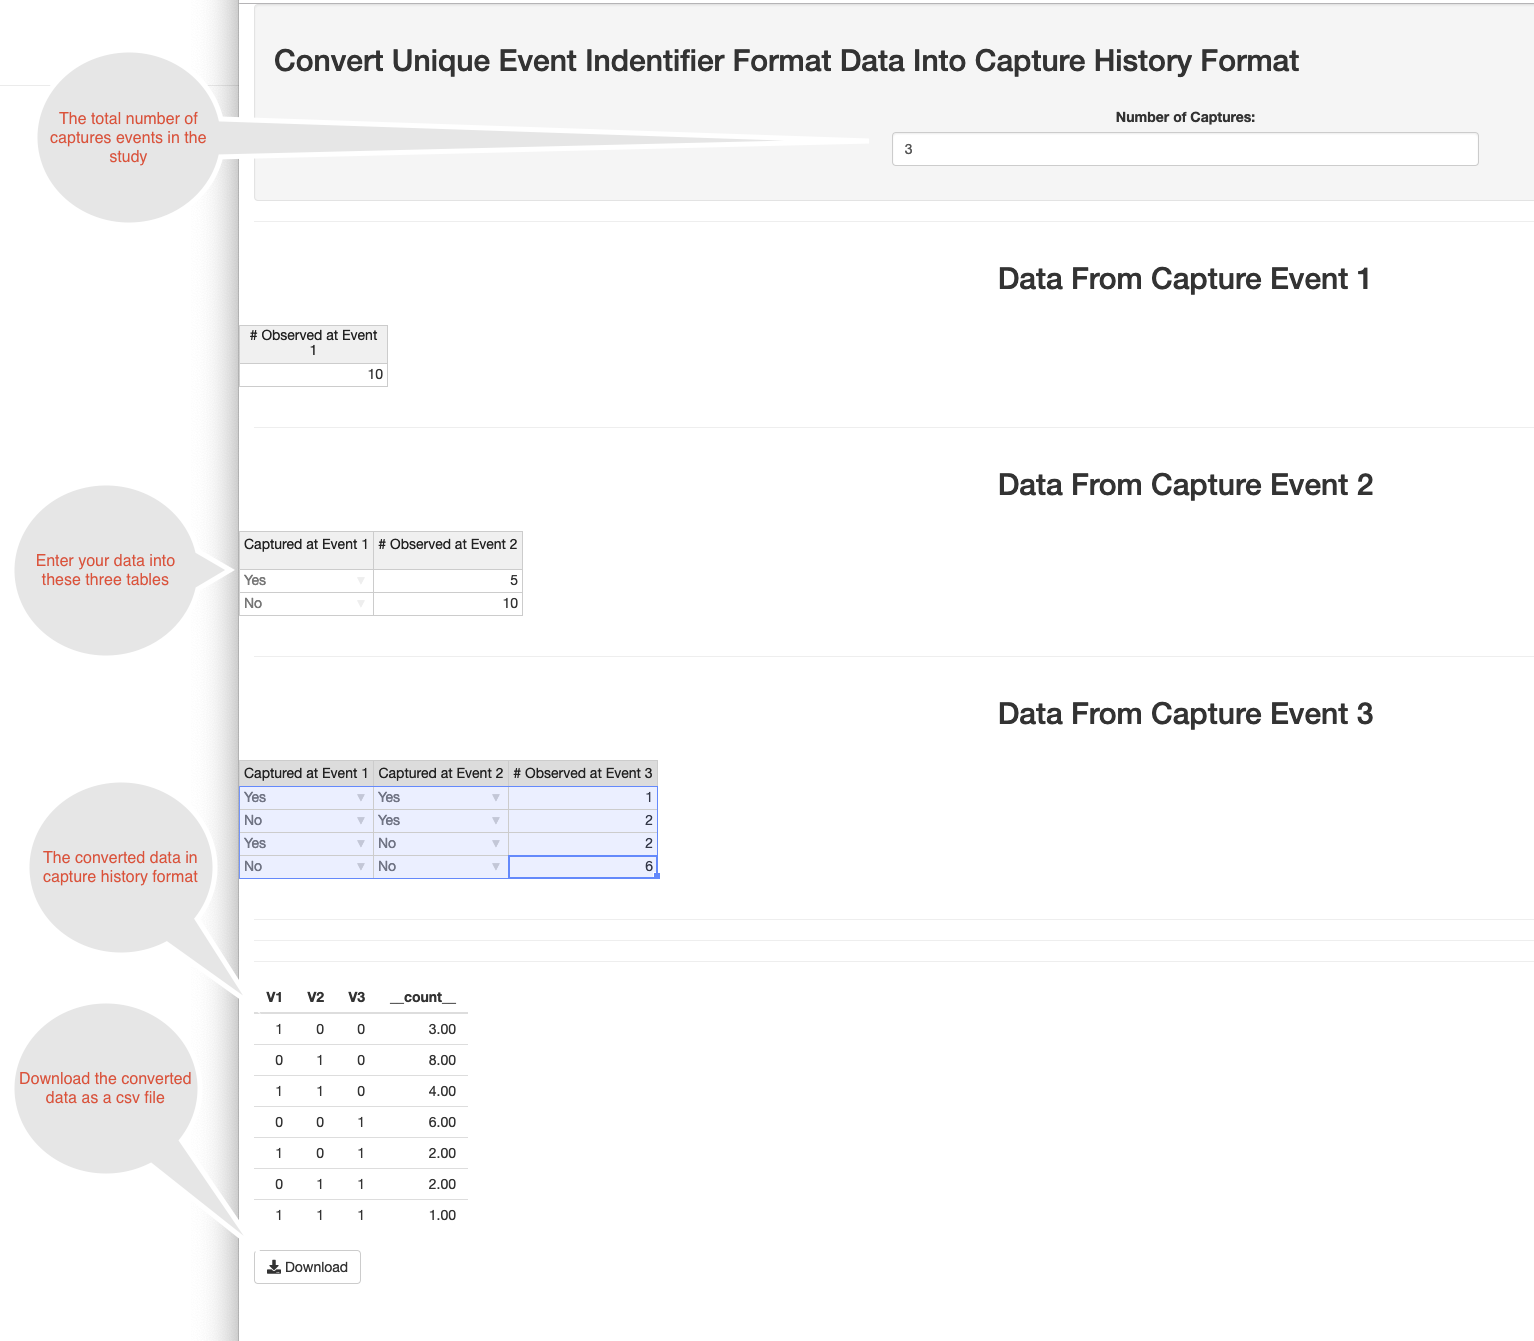 Convert Unique Event Indentifier Format Data Into Capture History Format
The total number of
captures events in the
study
Number of Captures:
3
Data From Capture Event 1
# Observed at Event
1
10
Data From Capture Event 2
Enter your data into
these three tables
Captured at Event 1 # Observed at Event 2
Yes 5
No 10
Data From Capture Event 3
Captured at Event 1 Captured at Event 2 # Observed at Event 3
Yes Yes 1
No Yes 2
Yes No 2
No No 6
The converted data in
capture history format
V1 V2 V3 __count__
1 0 0 3.00
0 1 0 8.00
1 1 0 4.00
0 0 1 6.00
1 0 1 2.00
0 1 1 2.00
1 1 1 1.00
Download the converted
data as a csv file
Download